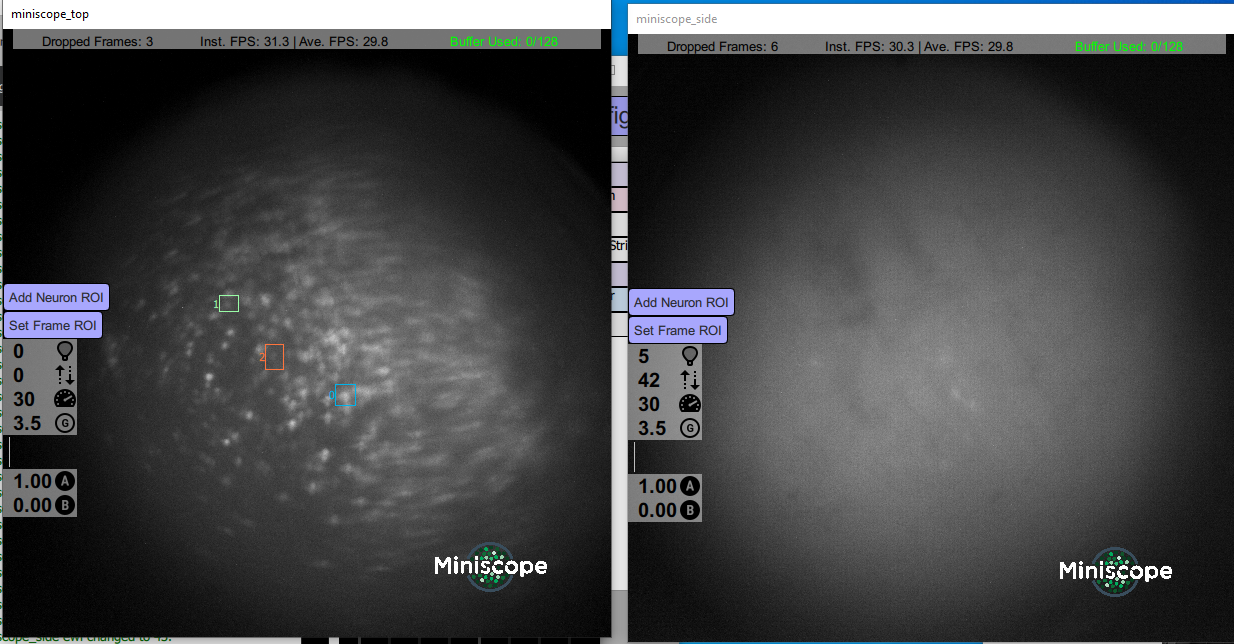 miniscope_top
Dropped Frames: 3 Inst. FPS: 31.3 | Ave. FPS: 29.8 Buffer Used: 0/128
1
2
0
Add Neuron ROI
Set Frame ROI
0
0
30
3.5 G
1.00 A
0.00 B
Miniscope
miniscope_side
Dropped Frames: 6 Inst. FPS: 30.3 | Ave. FPS: 29.8 Buffer Used: 0/128
Add Neuron ROI
Set Frame ROI
5
42
30
3.5 G
1.00 A
0.00 B
Miniscope